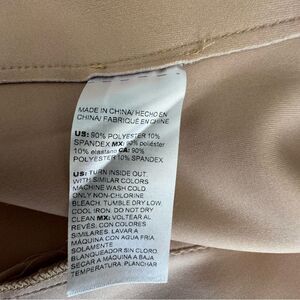 MADE IN CHINA/ HECHO EN
CHINA/ FABRIQUÉ EN CHINE
US: 90% POLYESTER 10%
SPANDEX MX: 90% poliéster
10% elastano CA: 90%
POLYESTER 10% SPANDEX
US: TURN INSIDE OUT.
WITH SIMILAR COLORS
MACHINE WASH COLD.
ONLY NON-CHLORINE
BLEACH. TUMBLE DRY LOW.
COOL IRON. DO NOT DRY
CLEAN MX: VOLTEAR AL
REVÉS. CON COLORES
SIMILARES. LAVAR A
MÁQUINA CON AGUA FRIA.
SOLAMENTE
BLANQUEADOR SIN CLORO.
SECAR A MÁQUINA A BAJA
TEMPERATURA. PLANCHAR